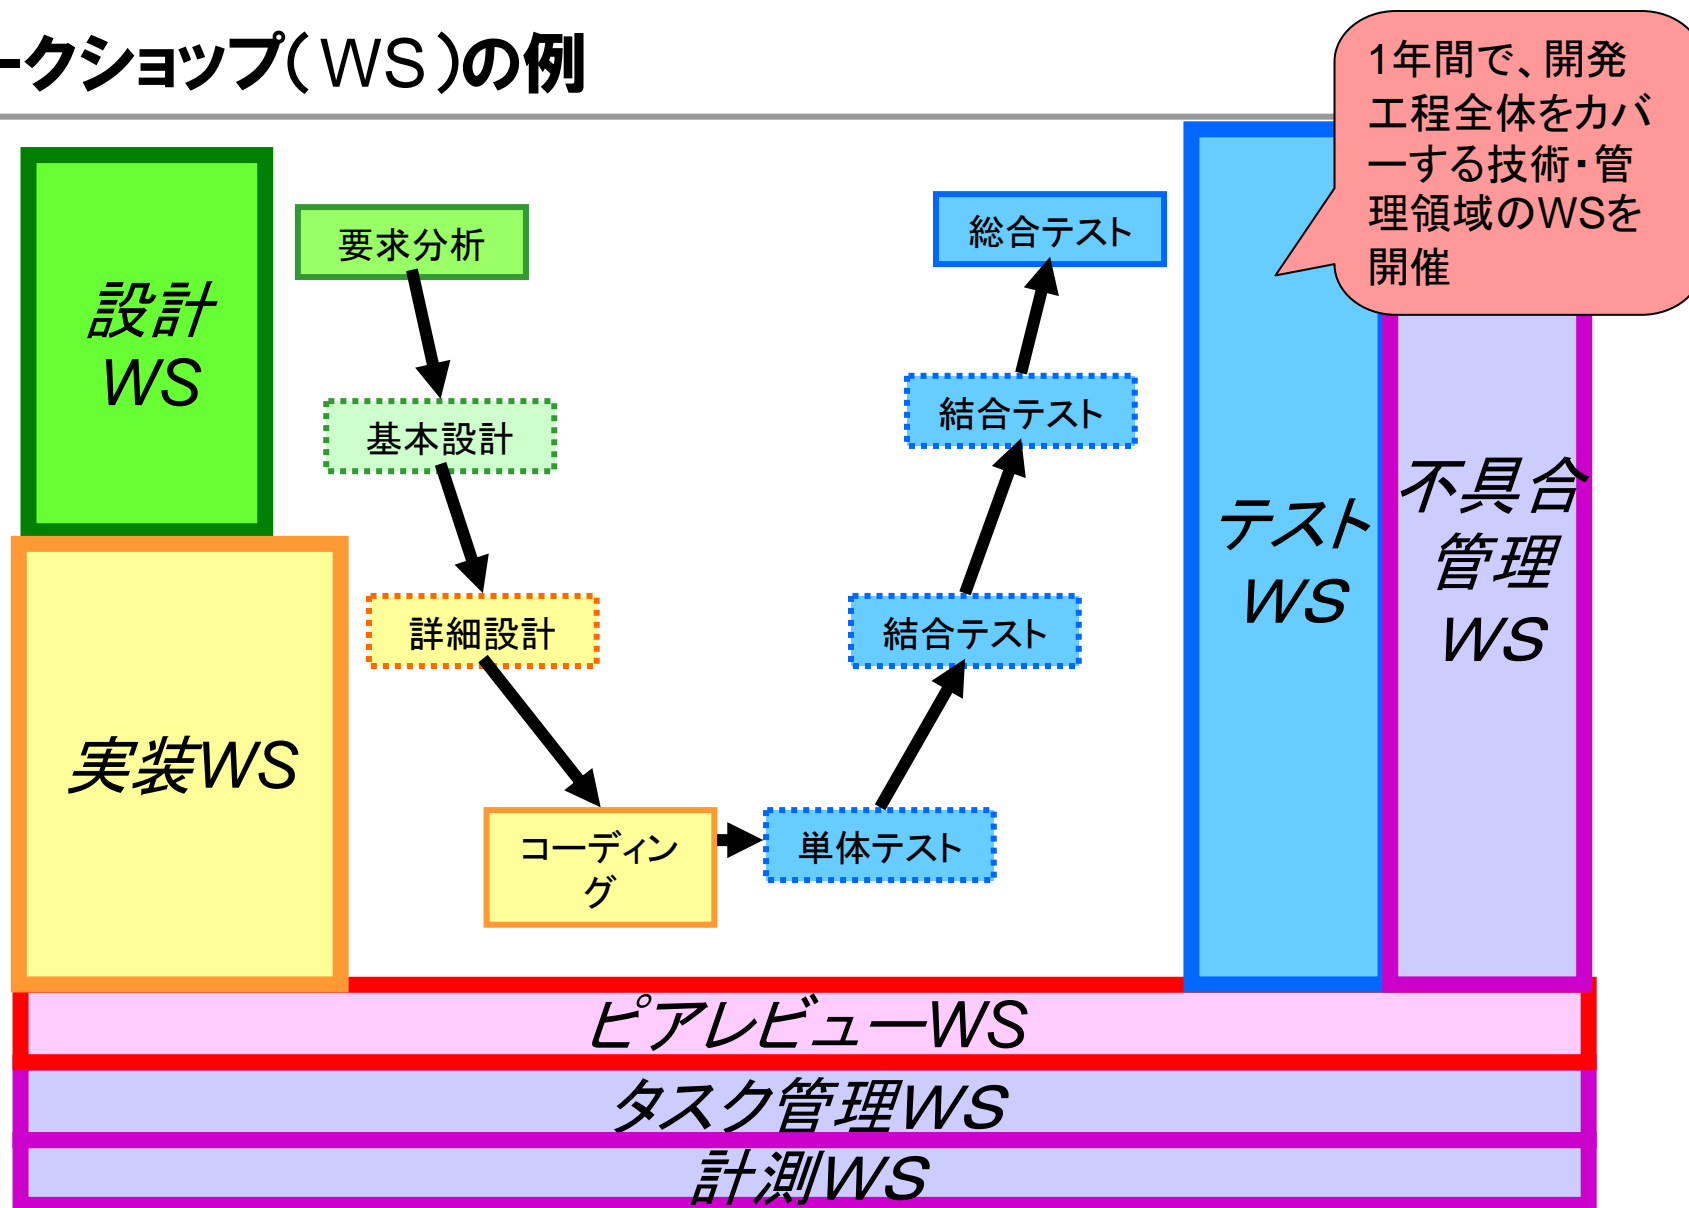 ークショップ(WS)の例
1年間で、開発
工程全体をカバ
ーする技術・管
理領域のWSを
開催
設計
WS
要求分析
総合テスト
基本設計
結合テスト
テスト
WS
不具合
管理
WS
詳細設計
結合テスト
実装WS
コーディン
グ
単体テスト
ピアレビューWS
タスク管理WS
計測WS